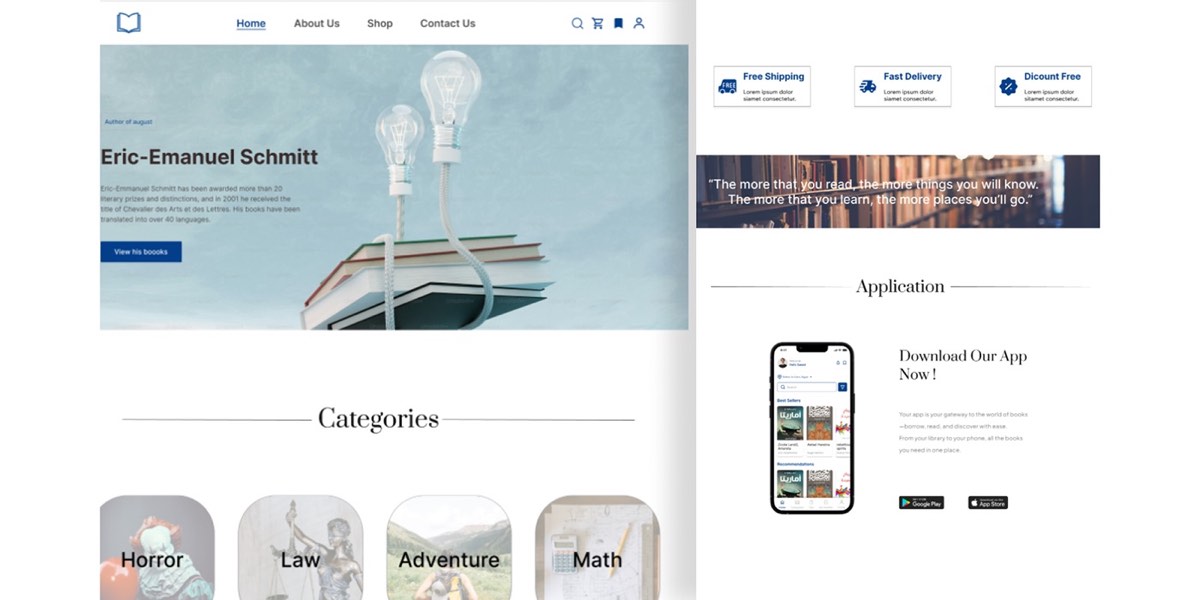 Home About Us Shop Contact Us
Author of august
Eric-Emanuel Schmitt
Eric-Emmanuel Schmitt has been awarded more than 20
literary prizes and distinctions, and in 2001 he received the
title of Chevalier des Arts et des Lettres. His books have been
translated into over 40 languages.
View his boooks
Categories
Horror
Law
Adventure
Math
FREE
Free Shipping
Lorem ipsum dolor
siamet consectetur.
Fast Delivery
Lorem ipsum dolor
siamet consectetur.
Dicount Free
Lorem ipsum dolor
sitamet consectetur.
“The more that you read, the more things you will know.
The more that you learn, the more places you’ll go.”
Application
Best Sellers
Recommendations
Download Our App
Now !
Your app is your gateway to the world of books
—borrow, read, and discover with ease.
From your library to your phone, all the books
you need in one place.
Google Play
App Store